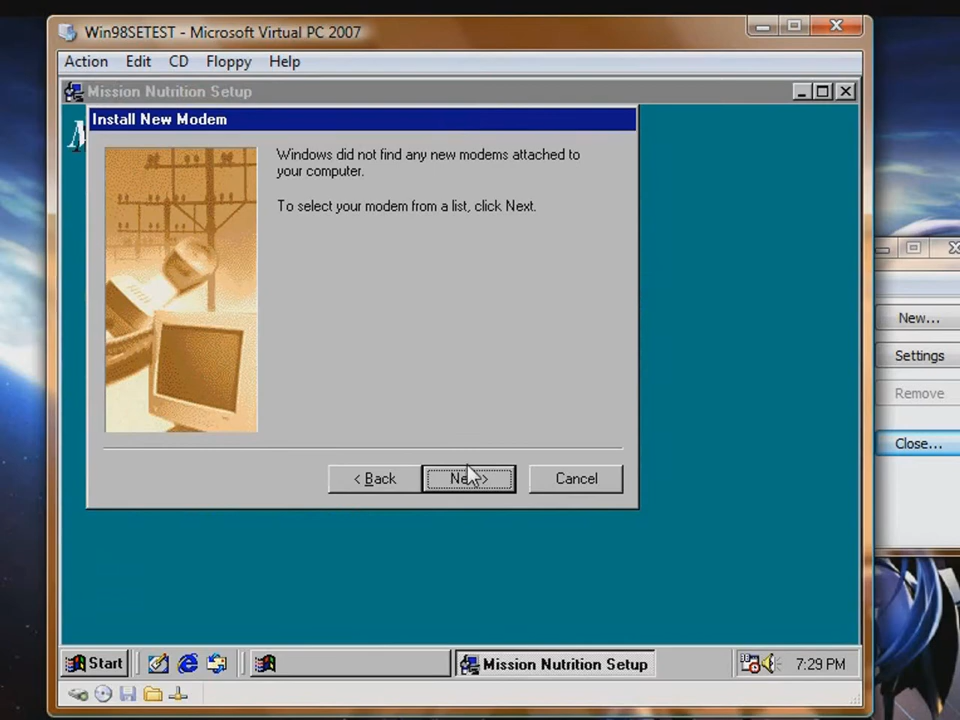 Win98SETEST - Microsoft Virtual PC 2007
Action Edit CD Floppy Help
Mission Nutrition Setup
Install New Modem
Windows did not find any new modems attached to
your computer.
To select your modem from a list, click Next.
< Back
Cancel
New...
Settings
Remove
Close...
Start
Mission Nutrition Setup
7:29 PM